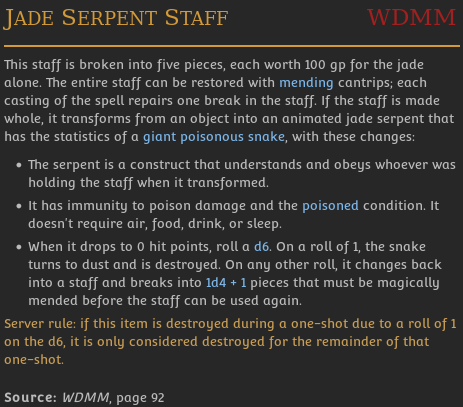 JADE SERPENT STAFF WDMM
This staff is broken into five pieces, each worth 100 gp for the jade
alone. The entire staff can be restored with mending cantrips; each
casting of the spell repairs one break in the staff. If the staff is made
whole, it transforms from an object into an animated jade serpent that
has the statistics of a giant poisonous snake, with these changes:
• The serpent is a construct that understands and obeys whoever was
holding the staff when it transformed.
• It has immunity to poison damage and the poisoned condition. It
doesn't require air, food, drink, or sleep.
• When it drops to 0 hit points, roll a d6. On a roll of 1, the snake
turns to dust and is destroyed. On any other roll, it changes back
into a staff and breaks into 1d4 + 1 pieces that must be magically
mended before the staff can be used again.
Server rule: if this item is destroyed during a one-shot due to a roll of 1
on the d6, it is only considered destroyed for the remainder of that
one-shot.
Source: WDMM, page 92